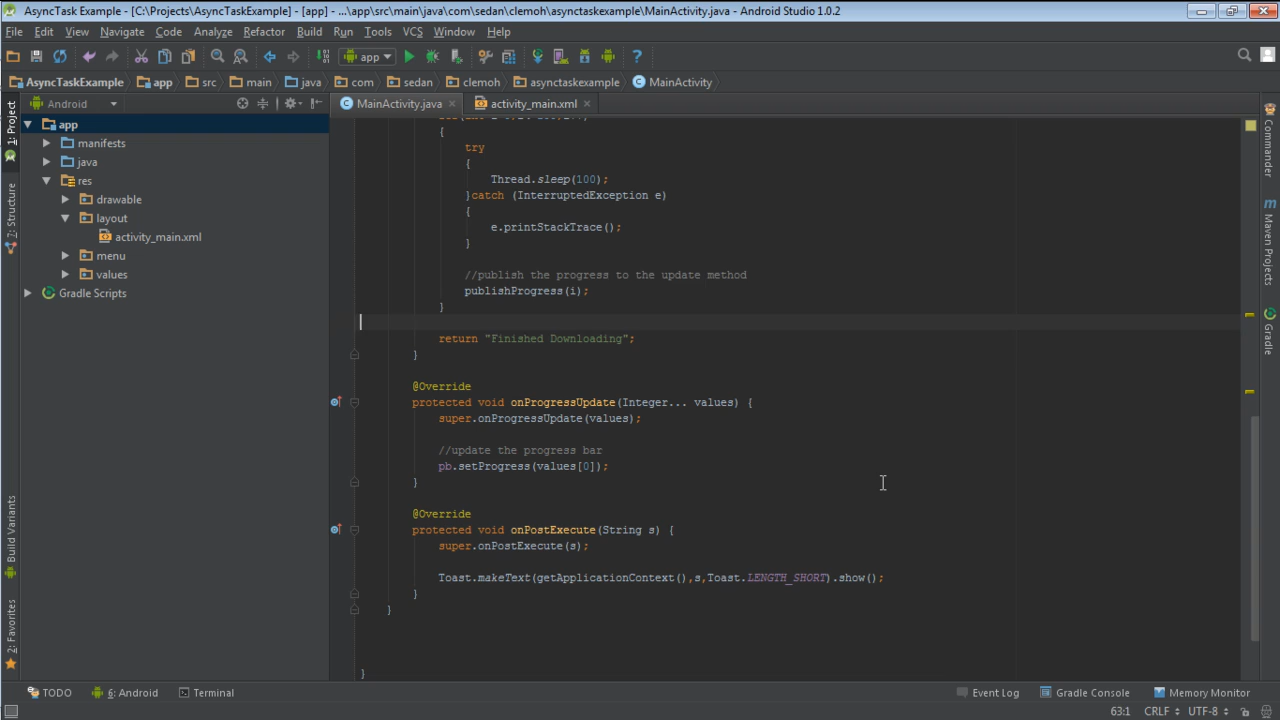 AsyncTask Example - [C:\Projects\AsyncTaskExample] - [app] - ...\app\src\main\java\com\sedan\clemoh\asynctaskexample\MainActivity.java - Android Studio 1.0.2
File Edit View Navigate Code Analyze Refactor Build Run Tools VCS Window Help
app
AsyncTaskExample app src main java com sedan clemoh asynctaskexample MainActivity
Android
MainActivity.java
activity_main.xml
1: Project
7: Structure
Build Variants
2: Favorites
app
manifests
java
res
drawable
layout
activity_main.xml
menu
values
Gradle Scripts
{
try
{
Thread.sleep(100);
}catch (InterruptedException e)
{
e.printStackTrace();
}
//publish the progress to the update method
publishProgress(i);
}
return "Finished Downloading";
}
@Override
protected void onProgressUpdate(Integer... values) {
super.onProgressUpdate(values);
//update the progress bar
pb.setProgress(values[0]);
}
@Override
protected void onPostExecute(String s) {
super.onPostExecute(s);
Toast.makeText(getApplicationContext(),s,Toast.LENGTH_SHORT).show();
}
}
}
Commander
Maven Projects
Gradle
TODO
6: Android
Terminal
Event Log
Gradle Console
Memory Monitor
63:1 CRLF UTF-8